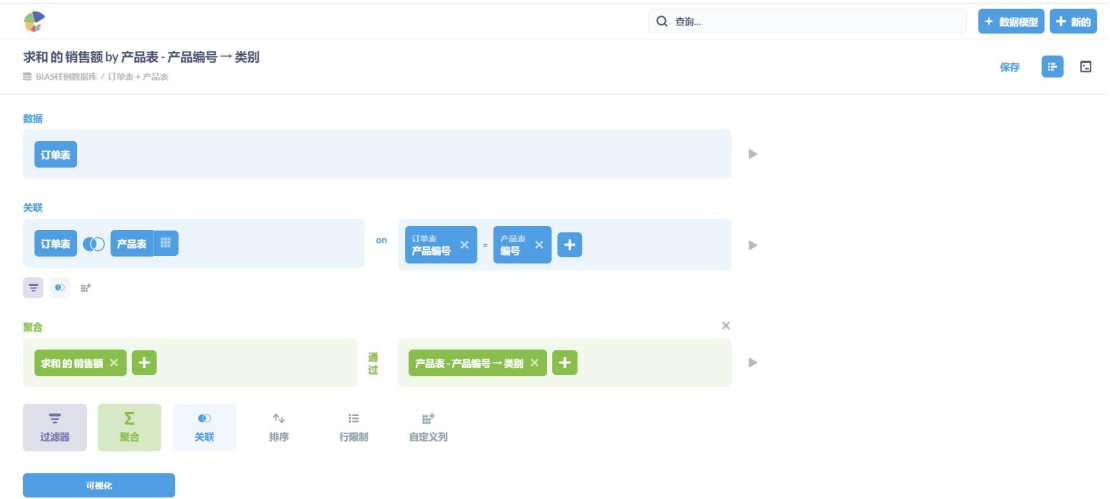 查询...
+ 数据模型
+ 新的
求和 的 销售额 by 产品表 - 产品编号 → 类别
BIAS样例数据库 / 订单表 + 产品表
保存
数据
订单表
关联
订单表 产品表 on 订单表 产品编号 × = 产品表 编号 × +
聚合
求和 的 销售额 × + 通过 产品表 - 产品编号 → 类别 × +
过滤器 聚合 关联 排序 行限制 自定义列
可视化